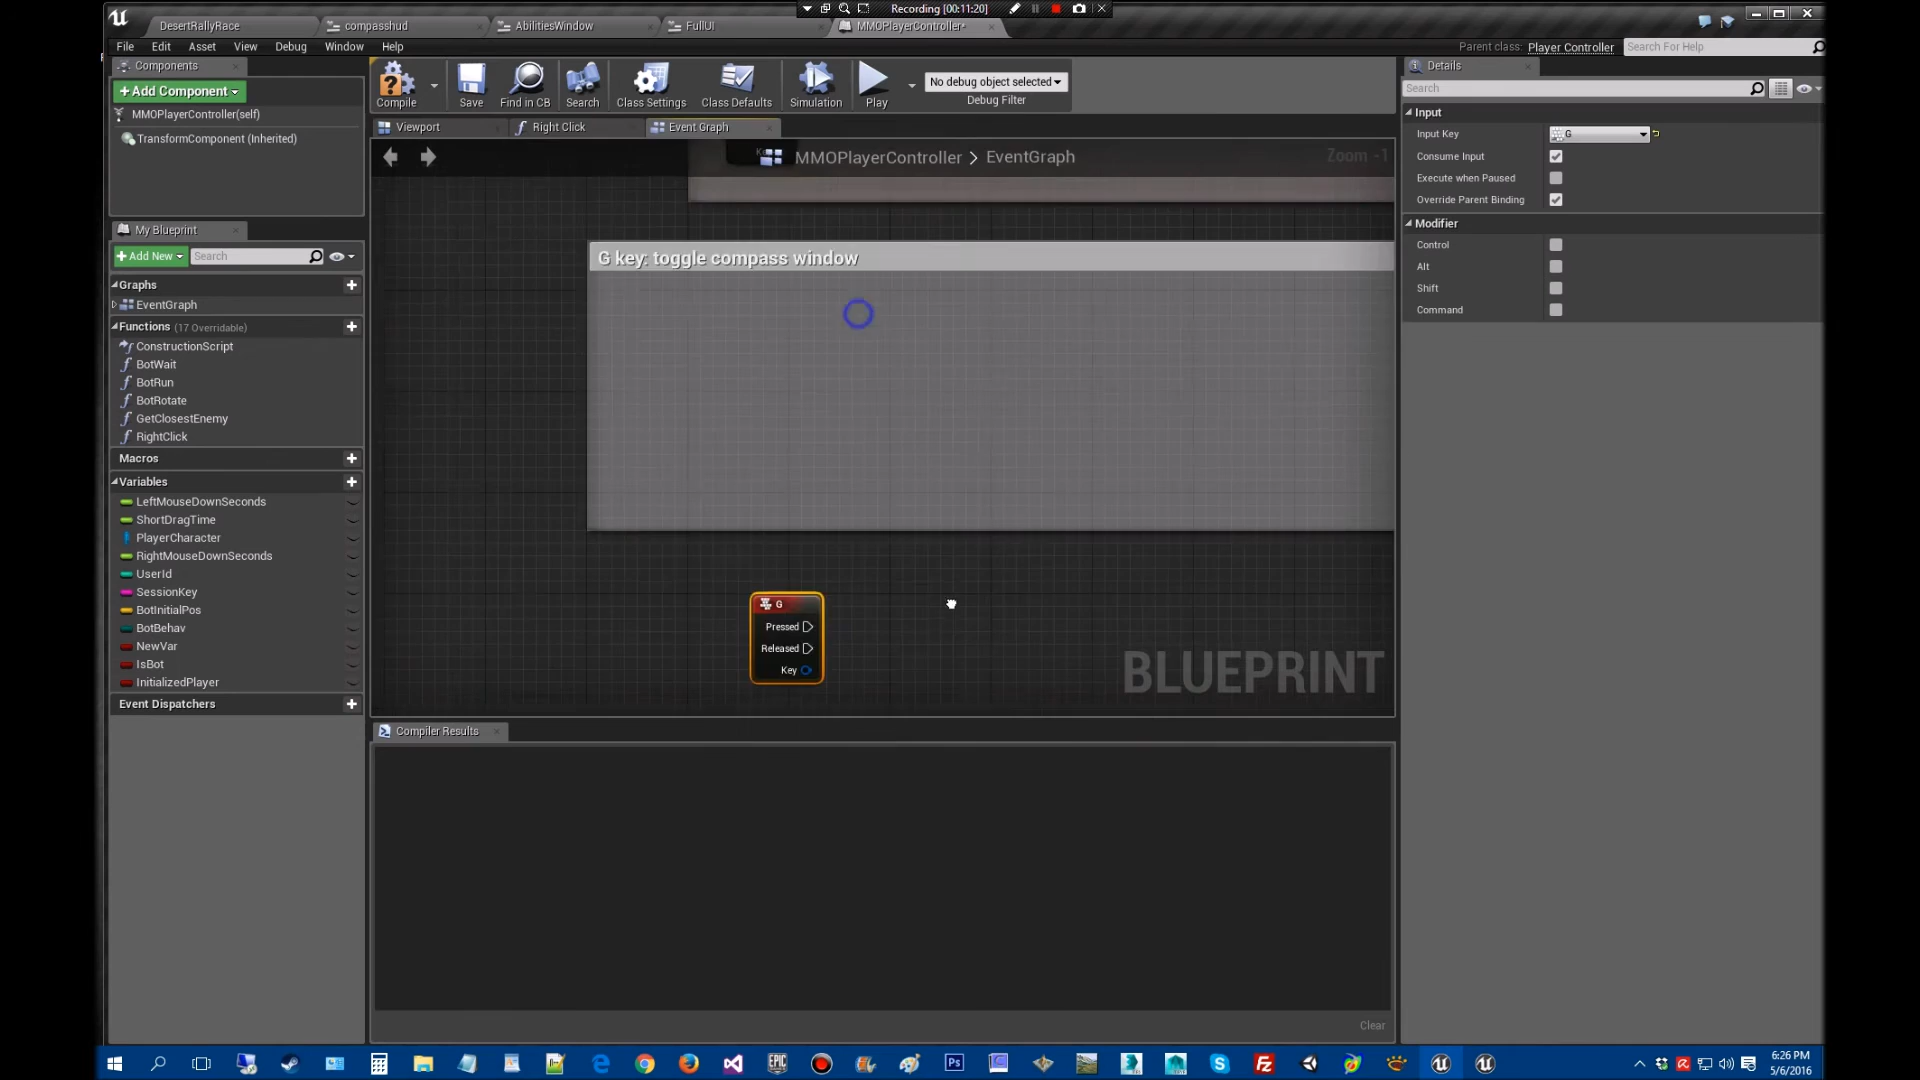 Recording [00:11:20]
DesertRallyRace
compasshud
AbilitiesWindow
FullUI
MMOPlayerController*
File Edit Asset View Debug Window Help
Parent class: Player Controller
Search For Help
Components
+Add Component
MMOPlayerController(self)
TransformComponent (Inherited)
Compile
Save
Find in CB
Search
Class Settings
Class Defaults
Simulation
Play
No debug object selected
Debug Filter
Viewport
Right Click
Event Graph
MMOPlayerController > EventGraph
Zoom -1
My Blueprint
+Add New
Search
Graphs
EventGraph
Functions (17 Overridable)
ConstructionScript
BotWait
BotRun
BotRotate
GetClosestEnemy
RightClick
Macros
Variables
LeftMouseDownSeconds
ShortDragTime
PlayerCharacter
RightMouseDownSeconds
UserId
SessionKey
BotInitialPos
BotBehav
NewVar
IsBot
InitializedPlayer
Event Dispatchers
G key: toggle compass window
G
Pressed
Released
Key
BLUEPRINT
Compiler Results
Clear
Details
Search
Input
Input Key G
Consume Input
Execute when Paused
Override Parent Binding
Modifier
Control
Alt
Shift
Command
6:26 PM
5/6/2016